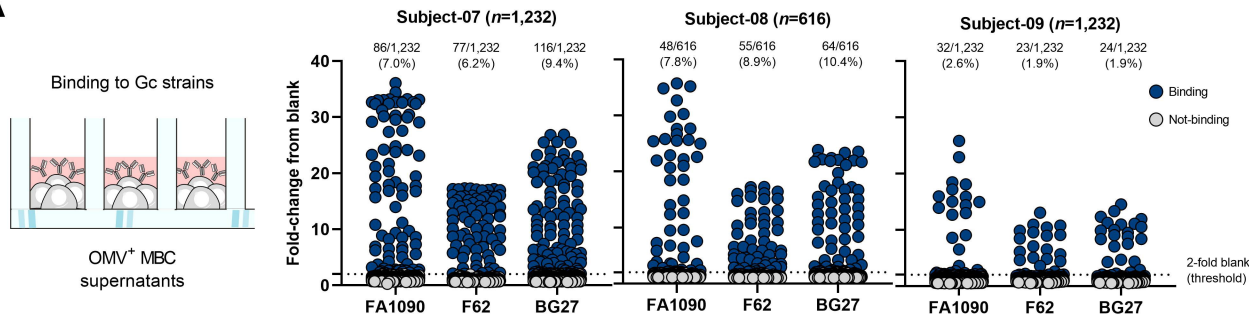 Binding to Gc strains
OMV⁺ MBC
supernatants
Fold-change from blank
40
30
20
10
0
Subject-07 (n=1,232)
86/1,232
(7.0%)
77/1,232
(6.2%)
116/1,232
(9.4%)
FA1090
F62
BG27
Subject-08 (n=616)
48/616
(7.8%)
55/616
(8.9%)
64/616
(10.4%)
FA1090
F62
BG27
Subject-09 (n=1,232)
32/1,232
(2.6%)
23/1,232
(1.9%)
24/1,232
(1.9%)
FA1090
F62
BG27
Binding
Not-binding
2-fold blank
(threshold)